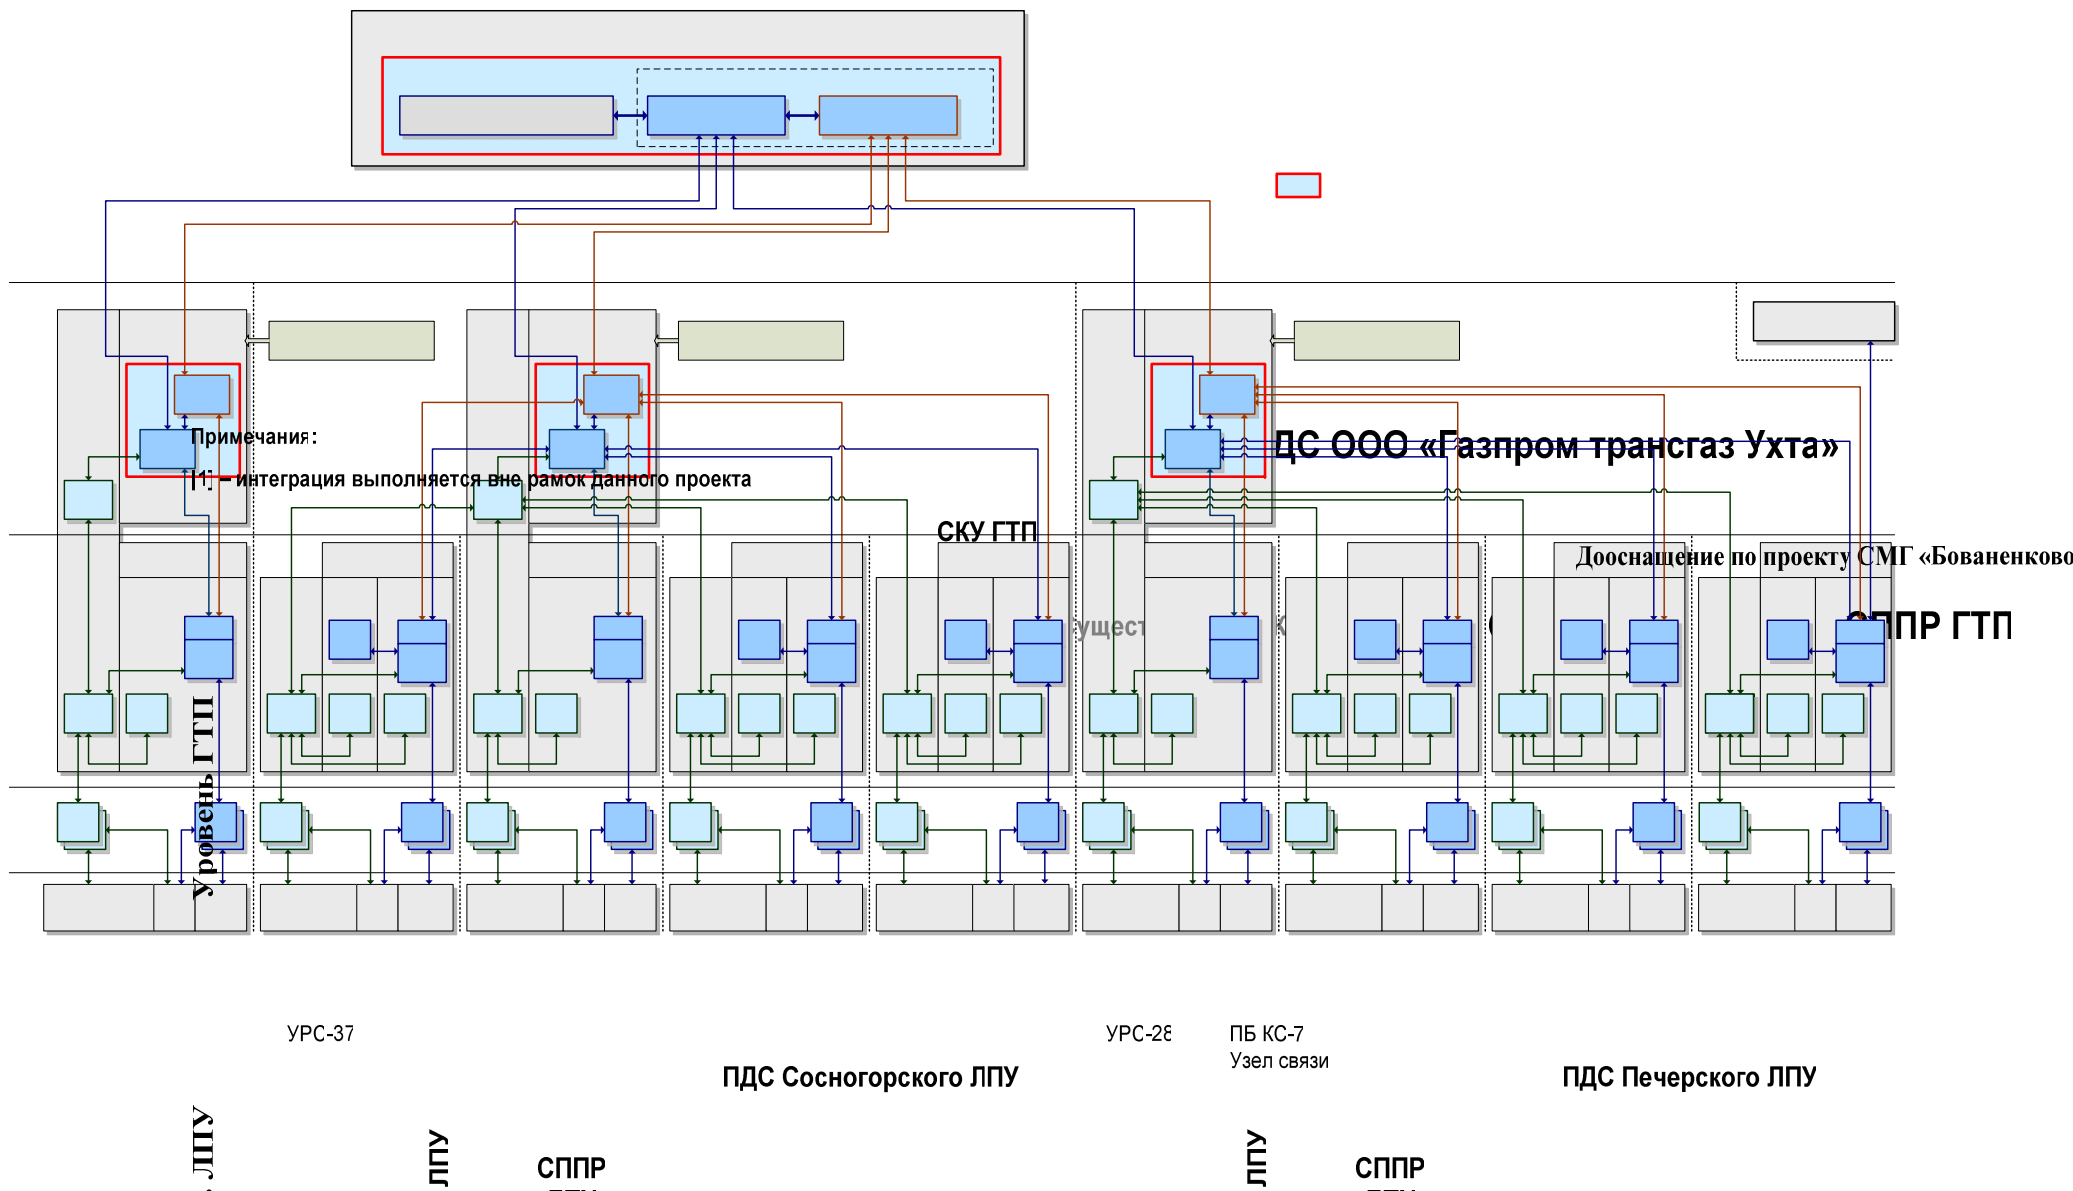 Примечания:
ДС ООО «Газпром трансгаз Ухта»
[1] – интеграция выполняется вне рамок данного проекта
СКУ ГТП
Дооснащение по проекту СМГ «Бованенково
СППР ГТП
Уровень ГТП
УРС-37
УРС-28
ПБ КС-7
Узел связи
ПДС Сосногорского ЛПУ
ПДС Печерского ЛПУ
ЛПУ
ЛПУ
СППР
ЛПУ
СППР